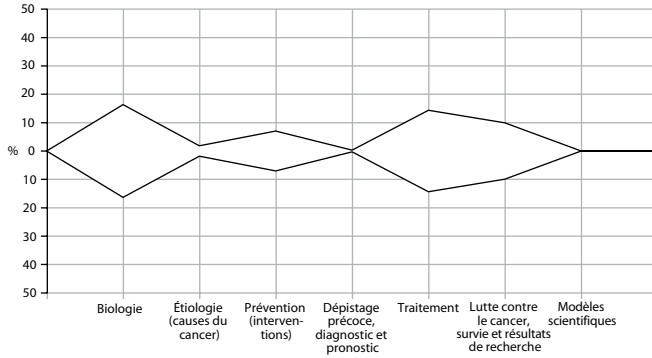 50
40
30
20
10
% 0
10
20
30
40
50
Biologie
Étiologie
(causes du
cancer)
Prévention
(interven-
tions)
Dépistage
précoce,
diagnostic et
pronostic
Traitement
Lutte contre
le cancer,
survie et résultats
de recherche
Modèles
scientifiques